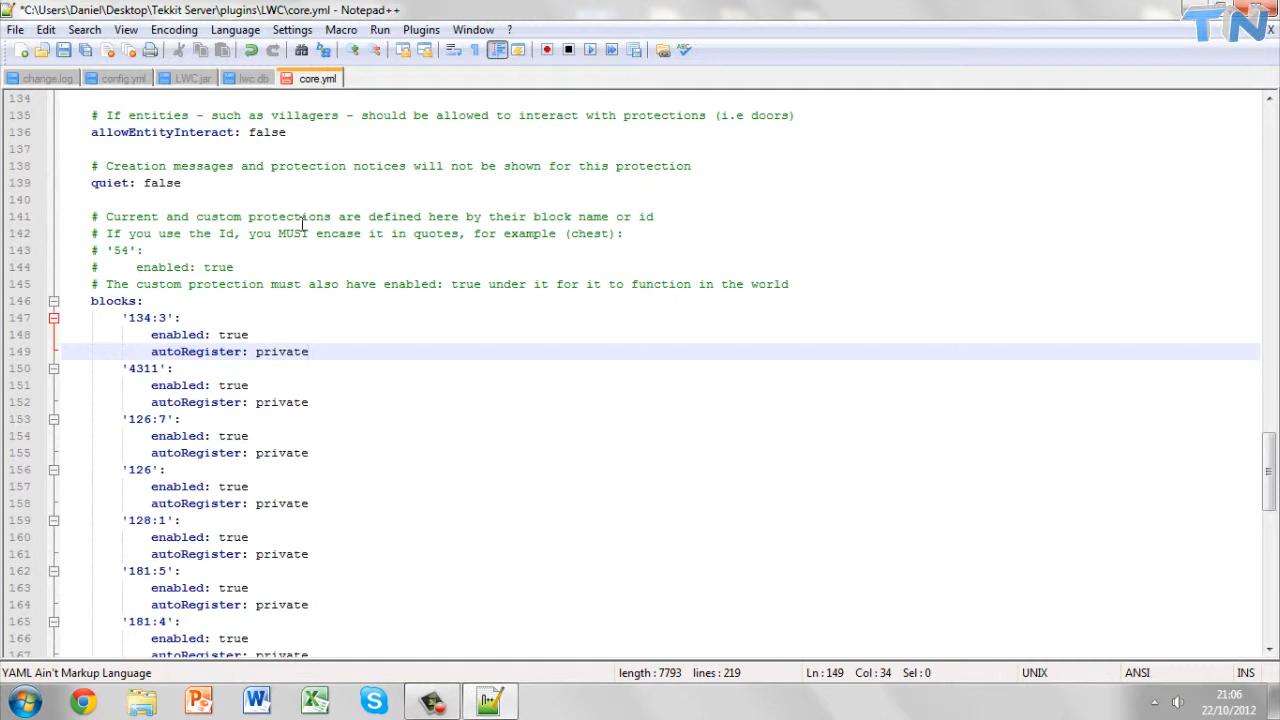 *C:\Users\Daniel\Desktop\Tekkit Server\plugins\LWC\core.yml - Notepad++
File Edit Search View Encoding Language Settings Macro Run Plugins Window ?
TN
X
change.log config.yml LWC.jar lwc.db core.yml
134
135 # If entities - such as villagers - should be allowed to interact with protections (i.e doors)
136 allowEntityInteract: false
137
138 # Creation messages and protection notices will not be shown for this protection
139 quiet: false
140
141 # Current and custom protections are defined here by their block name or id
142 # If you use the Id, you MUST encase it in quotes, for example (chest):
143 # '54':
144 #     enabled: true
145 # The custom protection must also have enabled: true under it for it to function in the world
146 blocks:
147 '134:3':
148 enabled: true
149 autoRegister: private
150 '4311':
151 enabled: true
152 autoRegister: private
153 '126:7':
154 enabled: true
155 autoRegister: private
156 '126':
157 enabled: true
158 autoRegister: private
159 '128:1':
160 enabled: true
161 autoRegister: private
162 '181:5':
163 enabled: true
164 autoRegister: private
165 '181:4':
166 enabled: true
167 autoRegister: private
YAML Ain't Markup Language length : 7793 lines : 219 Ln : 149 Col : 34 Sel : 0 UNIX ANSI INS
21:06
22/10/2012